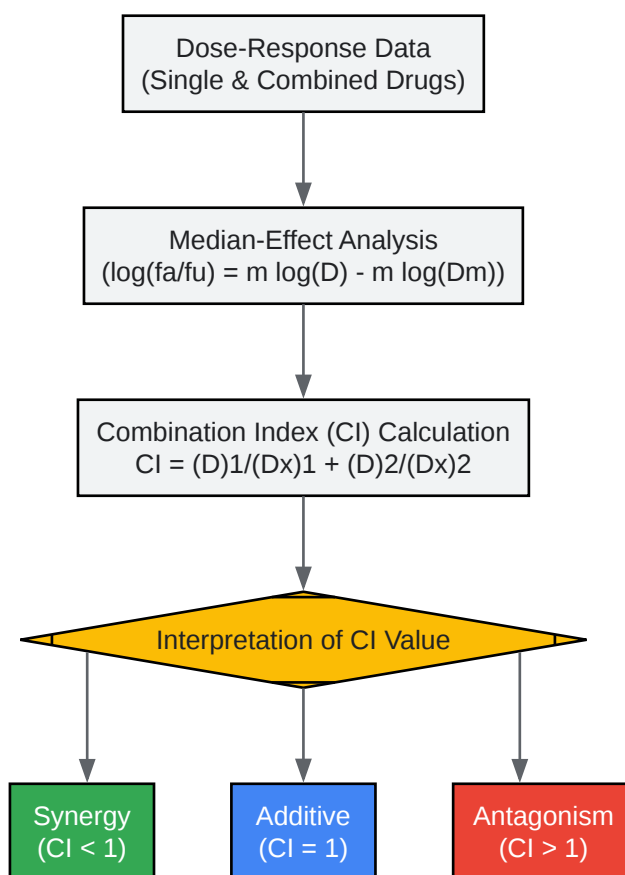 Dose-Response Data
(Single & Combined Drugs)
Median-Effect Analysis
(log(fa/fu) = m log(D) - m log(Dm))
Combination Index (CI) Calculation
CI = (D)1/(Dx)1 + (D)2/(Dx)2
Interpretation of CI Value
Synergy
(CI < 1)
Additive
(CI = 1)
Antagonism
(CI > 1)